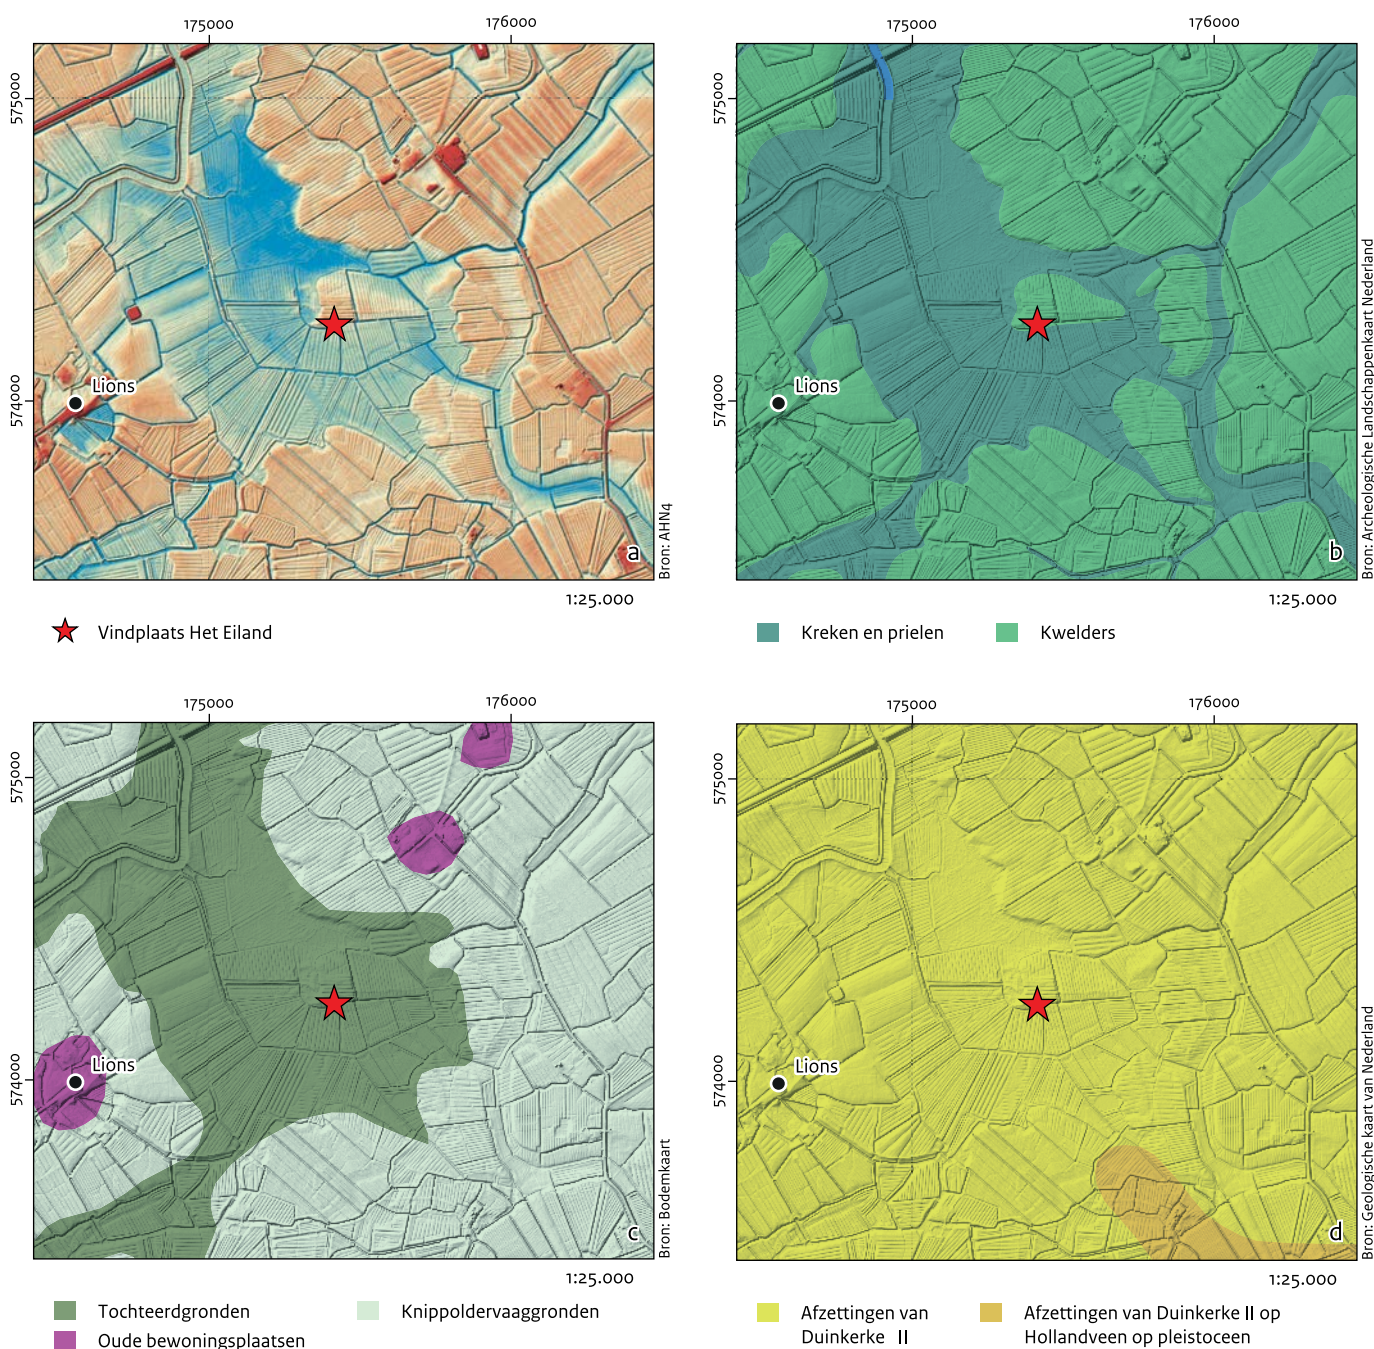 175000
176000
575000
574000
Lions
a
Bron: AHN4
1:25.000
Vindplaats Het Eiland
175000
176000
575000
574000
Lions
b
Bron: Archeologische Landschappenkaart Nederland
1:25.000
Kreken en prielen
Kwelders
175000
176000
575000
574000
Lions
c
Bron: Bodemkaart
1:25.000
Tochteerdgronden
Knippoldervaaggronden
Oude bewoningsplaatsen
175000
176000
575000
574000
Lions
d
Bron: Geologische kaart van Nederland
1:25.000
Afzettingen van
Duinkerke II
Afzettingen van Duinkerke II op
Hollandveen op pleistoceen